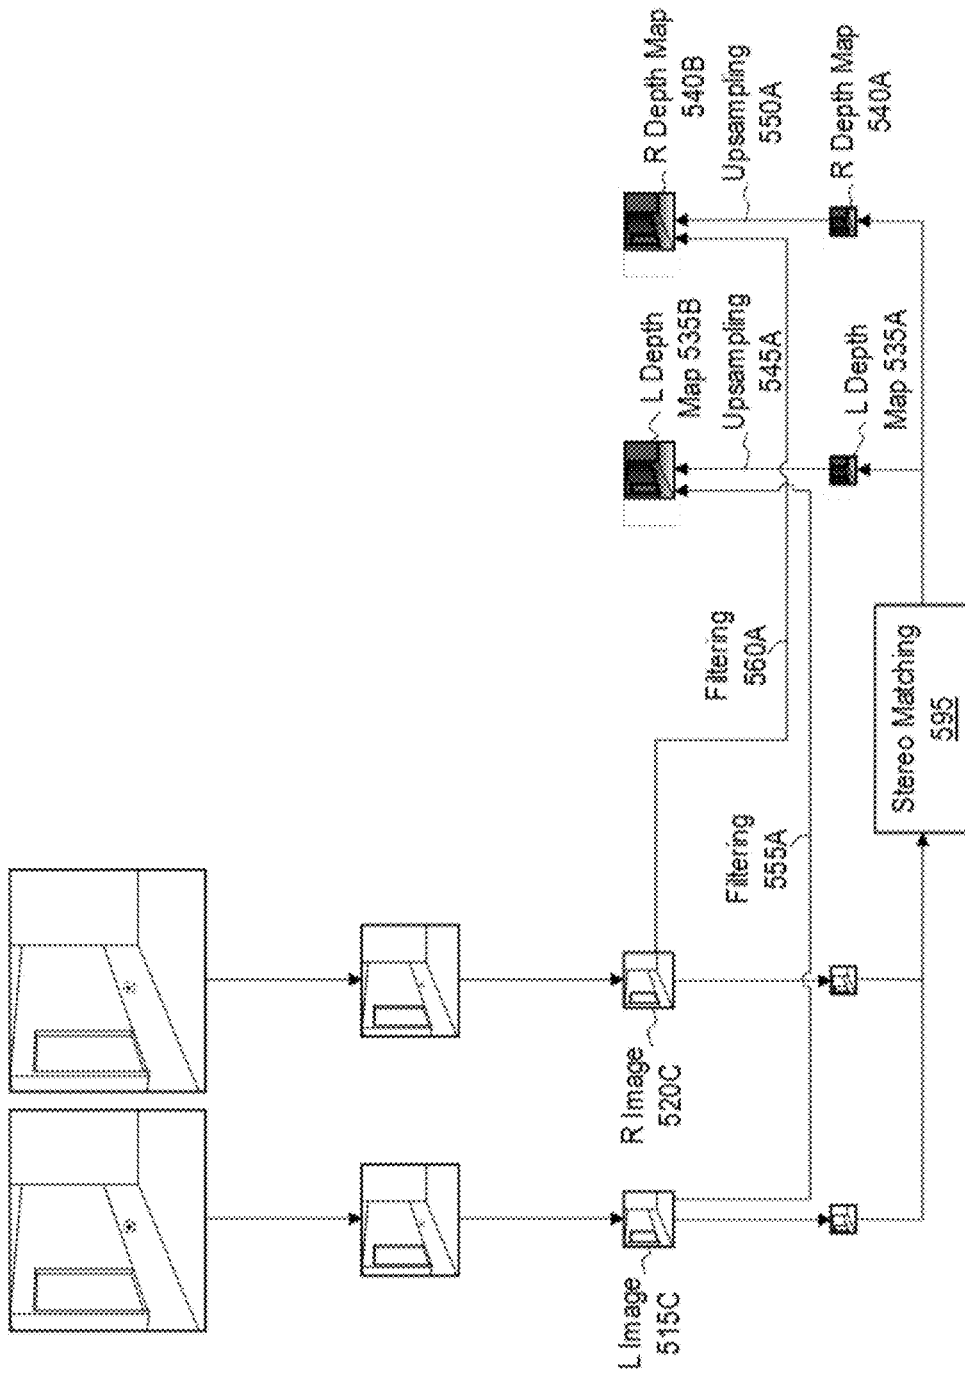 R Depth Map
540B
Upsampling
550A
R Depth Map
540A
L Depth
Map 535B
Upsampling
545A
L Depth
Map 535A
Filtering
560A
Filtering
555A
Stereo Matching
595
R Image
520C
L Image
515C